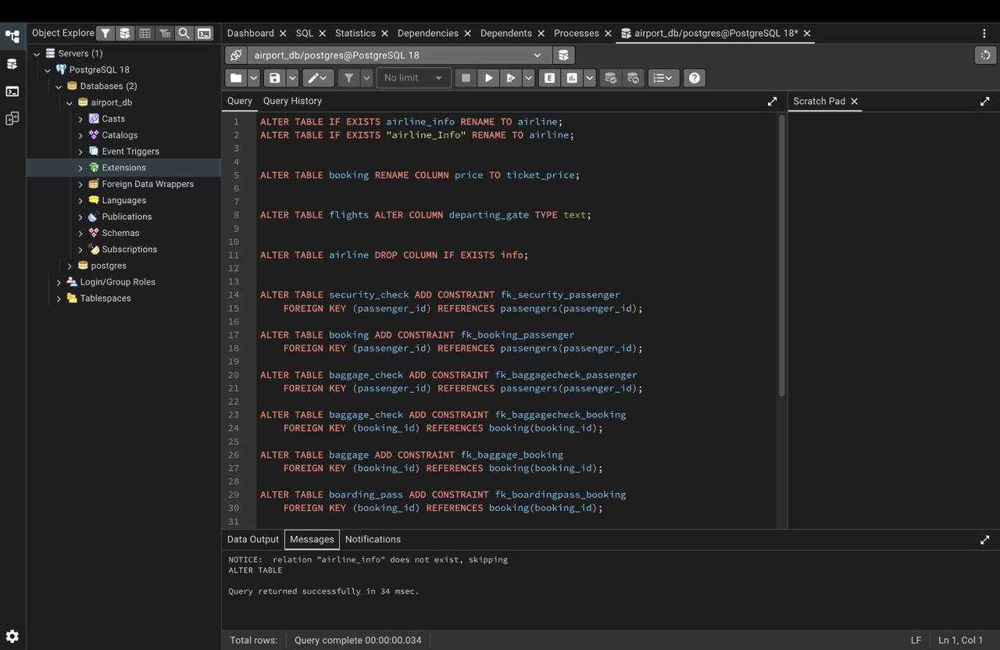 Object Explore
Dashboard
SQL
Statistics
Dependencies
Dependents
Processes
airport_db/postgres@PostgreSQL 18*
Servers (1)
PostgreSQL 18
Databases (2)
airport_db
Casts
Catalogs
Event Triggers
Extensions
Foreign Data Wrappers
Languages
Publications
Schemas
Subscriptions
postgres
Login/Group Roles
Tablespaces
airport_db/postgres@PostgreSQL 18
No limit
E
Query
Query History
Scratch Pad
1 ALTER TABLE IF EXISTS airline_info RENAME TO airline;
2 ALTER TABLE IF EXISTS "airline_Info" RENAME TO airline;
3
4
5 ALTER TABLE booking RENAME COLUMN price TO ticket_price;
6
7
8 ALTER TABLE flights ALTER COLUMN departing_gate TYPE text;
9
10
11 ALTER TABLE airline DROP COLUMN IF EXISTS info;
12
13
14 ALTER TABLE security_check ADD CONSTRAINT fk_security_passenger
15 FOREIGN KEY (passenger_id) REFERENCES passengers(passenger_id);
16
17 ALTER TABLE booking ADD CONSTRAINT fk_booking_passenger
18 FOREIGN KEY (passenger_id) REFERENCES passengers(passenger_id);
19
20 ALTER TABLE baggage_check ADD CONSTRAINT fk_baggagecheck_passenger
21 FOREIGN KEY (passenger_id) REFERENCES passengers(passenger_id);
22
23 ALTER TABLE baggage_check ADD CONSTRAINT fk_baggagecheck_booking
24 FOREIGN KEY (booking_id) REFERENCES booking(booking_id);
25
26 ALTER TABLE baggage ADD CONSTRAINT fk_baggage_booking
27 FOREIGN KEY (booking_id) REFERENCES booking(booking_id);
28
29 ALTER TABLE boarding_pass ADD CONSTRAINT fk_boardingpass_booking
30 FOREIGN KEY (booking_id) REFERENCES booking(booking_id);
31
Data Output
Messages
Notifications
NOTICE:  relation "airline_info" does not exist, skipping
ALTER TABLE
Query returned successfully in 34 msec.
Total rows:
Query complete 00:00:00.034
LF
Ln 1, Col 1